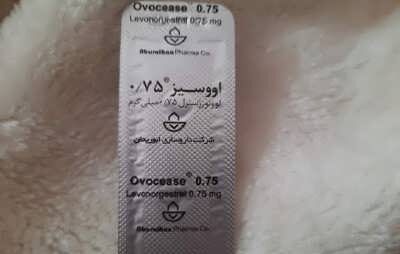 Ovocease 0.75
Levonorgestrel 0.75 mg
Aburaihan Pharma Co.
اووسیز® ۰/۷۵
لوونورژسترل ۰/۷۵ میلی گرم
شرکت داروسازی ابوریحان
Ovocease® 0.75
Levonorgestrel 0.75 mg
Aburaihan Pharma Co.